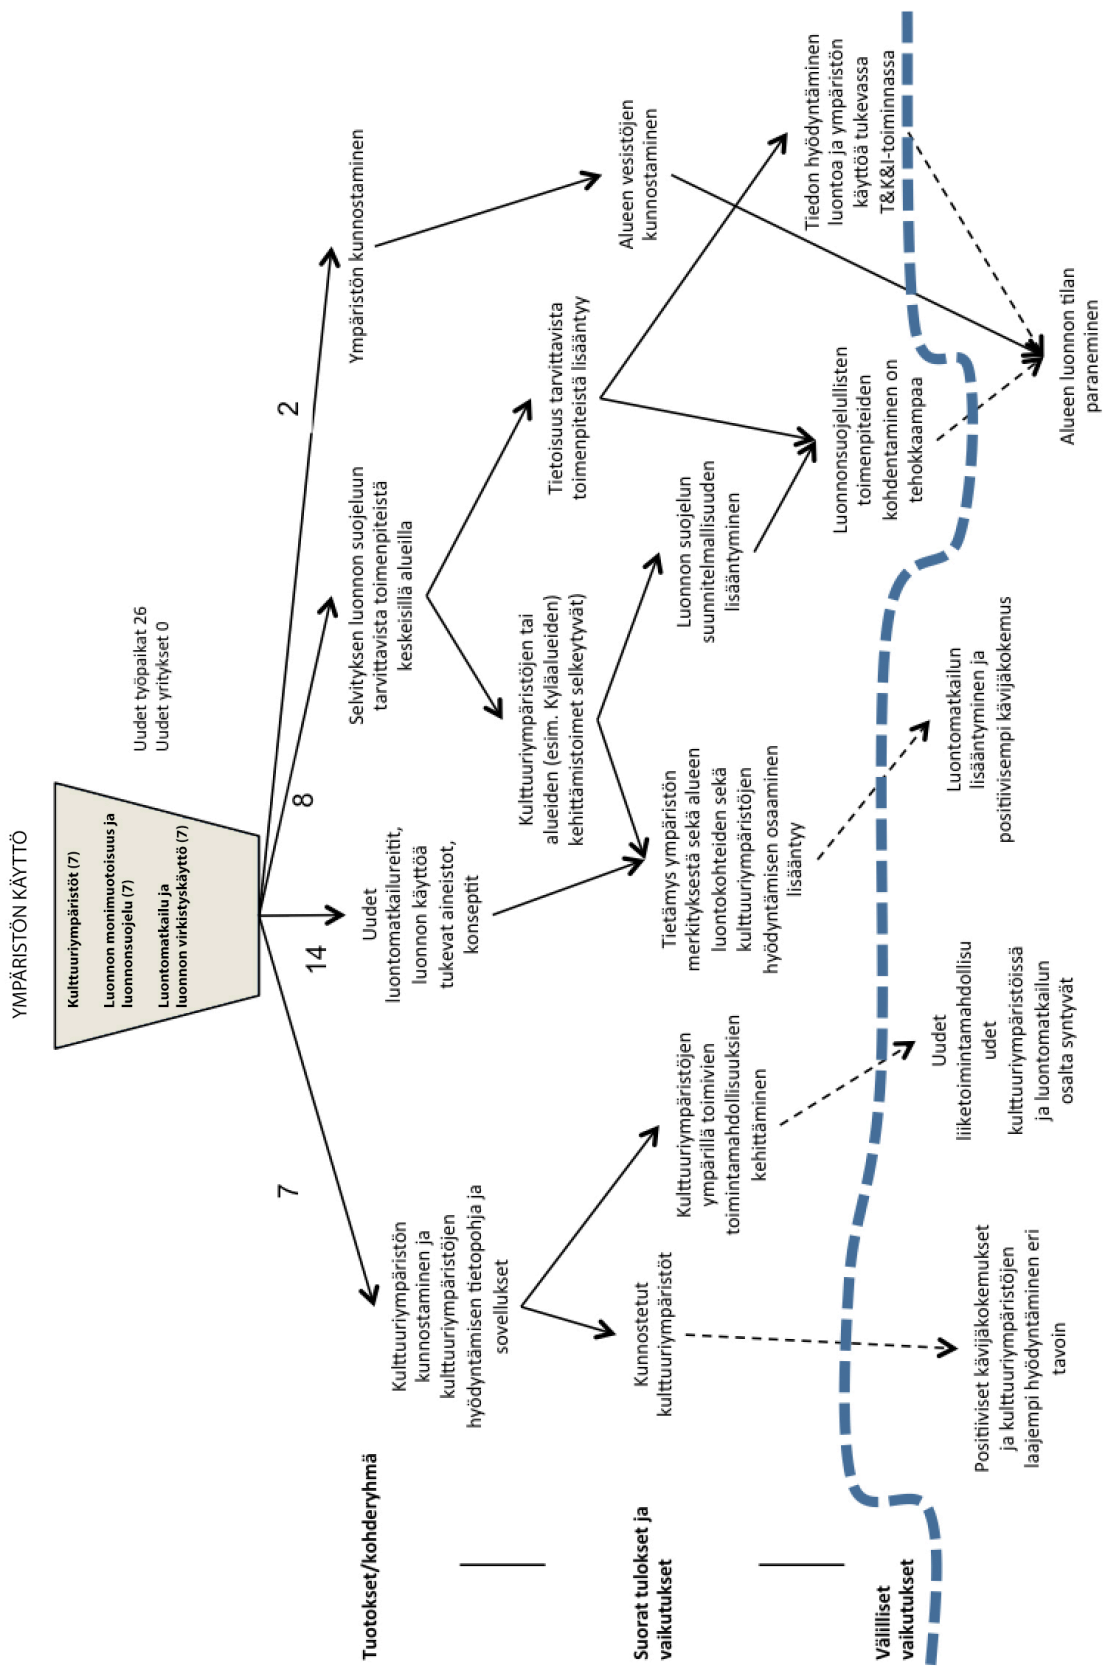 YMPÄRISTÖN KÄYTTÖ
Kulttuuriympäristöt (7)
Luonnon monimuotoisuus ja
luonnonsuojelu (7)
Luontomatkailu ja
luonnon virkistyskäyttö (7)
Uudet työpaikat 26
Uudet yritykset 0
7
14
8
2
Tuotokset/kohderyhmä
Kulttuuriympäristön
kunnostaminen ja
kulttuuriympäristöjen
hyödyntämisen tietopohja ja
sovellukset
Uudet
luontomatkailureitit,
luonnon käyttöä
tukevat aineistot,
konseptit
Selvityksen luonnon suojeluun
tarvittavista toimenpiteistä
keskeisillä alueilla
Ympäristön kunnostaminen
Kulttuuriympäristöjen tai
alueiden (esim. Kyläalueiden)
kehittämistoimet selkeytyvät)
Tietoisuus tarvittavista
toimenpiteistä lisääntyy
Suorat tulokset ja
vaikutukset
Kunnostetut
kulttuuriympäristöt
Kulttuuriympäristöjen
ympärillä toimivien
toimintamahdollisuuksien
kehittäminen
Tietämys ympäristön
merkityksestä sekä alueen
luontokohteiden sekä
kulttuuriympäristöjen
hyödyntämisen osaaminen
lisääntyy
Luonnon suojelun
suunnitelmallisuuden
lisääntyminen
Alueen vesistöjen
kunnostaminen
Luonnonsuojelullisten
toimenpiteiden
kohdentaminen on
tehokkaampaa
Tiedon hyödyntäminen
luontoa ja ympäristön
käyttöä tukevassa
T&K&I-toiminnassa
Välilliset
vaikutukset
Positiiviset kävijäkokemukset
ja kulttuuriympäristöjen
laajempi hyödyntäminen eri
tavoin
Uudet
liiketoimintamahdollisu
udet
kulttuuriympäristöissä
ja luontomatkailun
osalta syntyvät
Luontomatkailun
lisääntyminen ja
positiivisempi kävijäkokemus
Alueen luonnon tilan
paraneminen